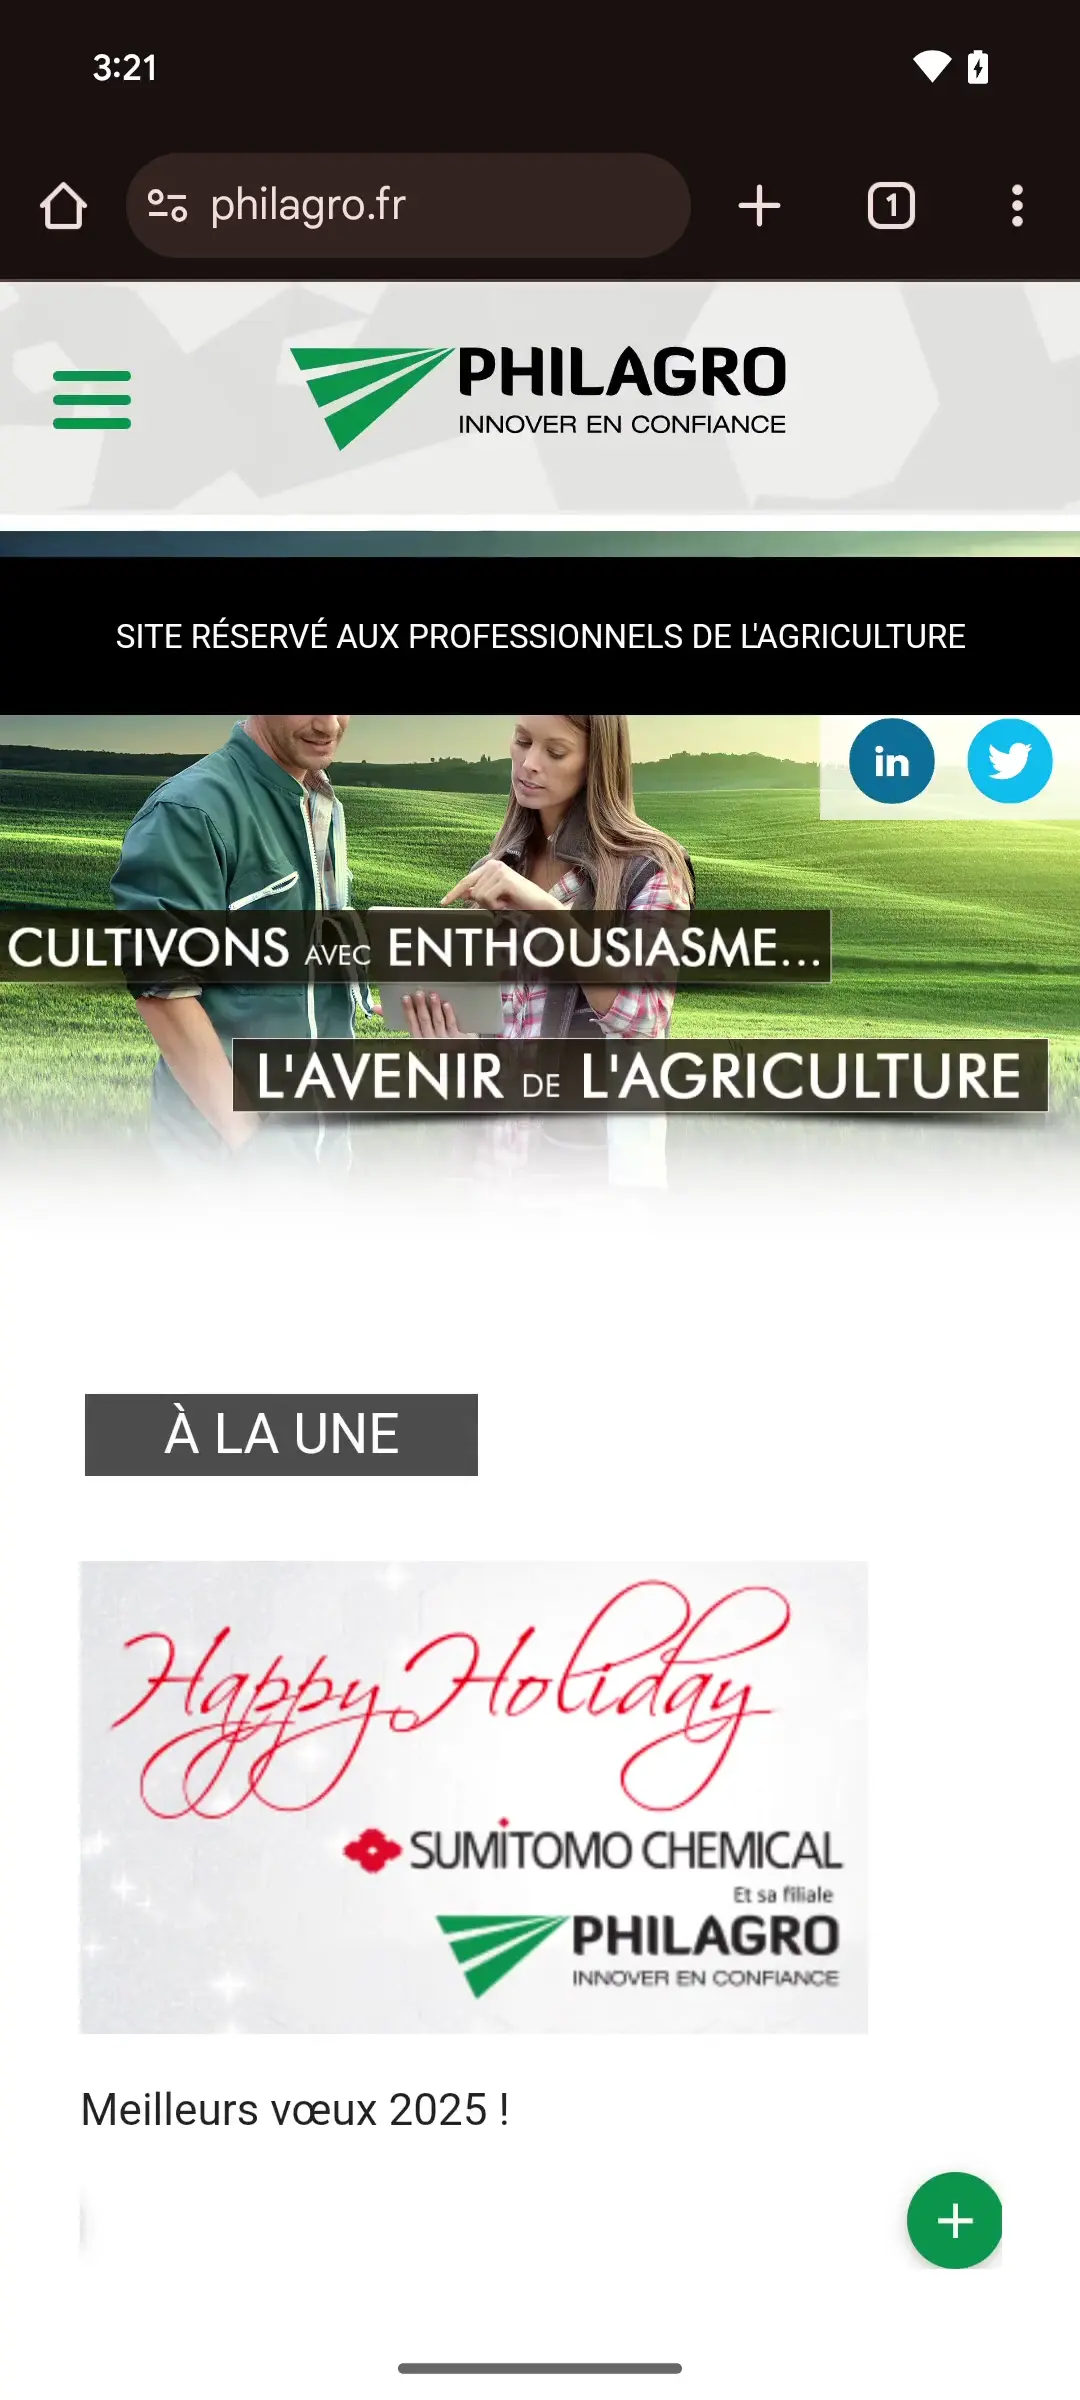 3:21
philagro.fr
1
PHILAGRO
INNOVER EN CONFIANCE
SITE RÉSERVÉ AUX PROFESSIONNELS DE L'AGRICULTURE
in
CULTIVONS AVEC ENTHOUSIASME...
L'AVENIR DE L'AGRICULTURE
À LA UNE
Happy Holiday
SUMITOMO CHEMICAL
Et sa filiale
PHILAGRO
INNOVER EN CONFIANCE
Meilleurs vœux 2025 !